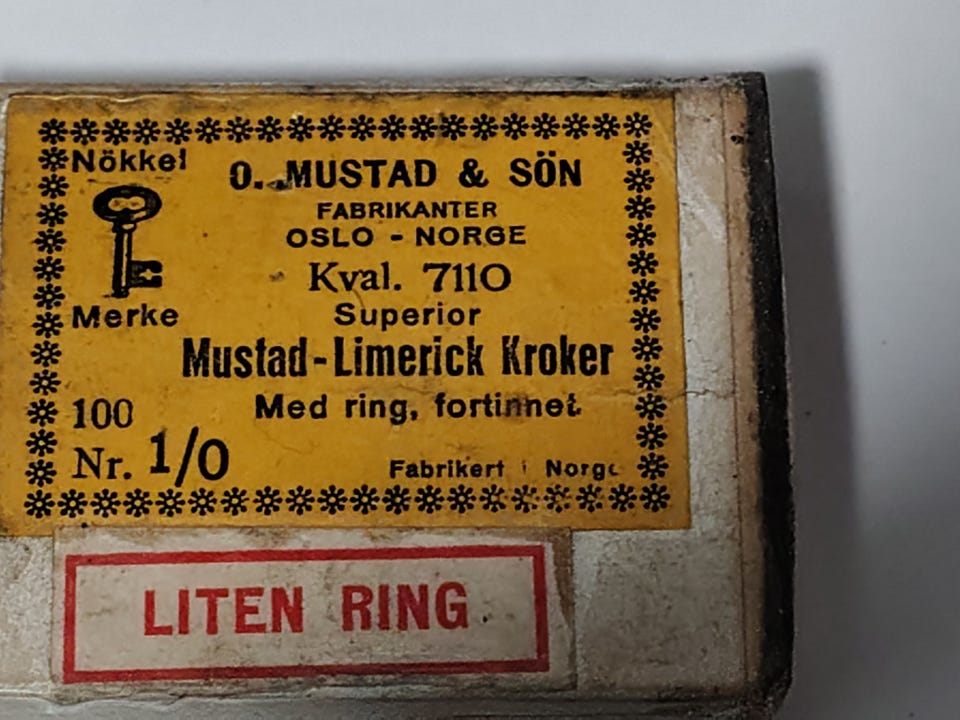 Nökkel
O. MUSTAD & SÖN
FABRIKANTER
OSLO - NORGE
Kval. 7110
Superior
Merke
Mustad-Limerick Kroker
100
Med ring, fortinnet.
Nr. 1/0
Fabrikert i Norge
LITEN RING